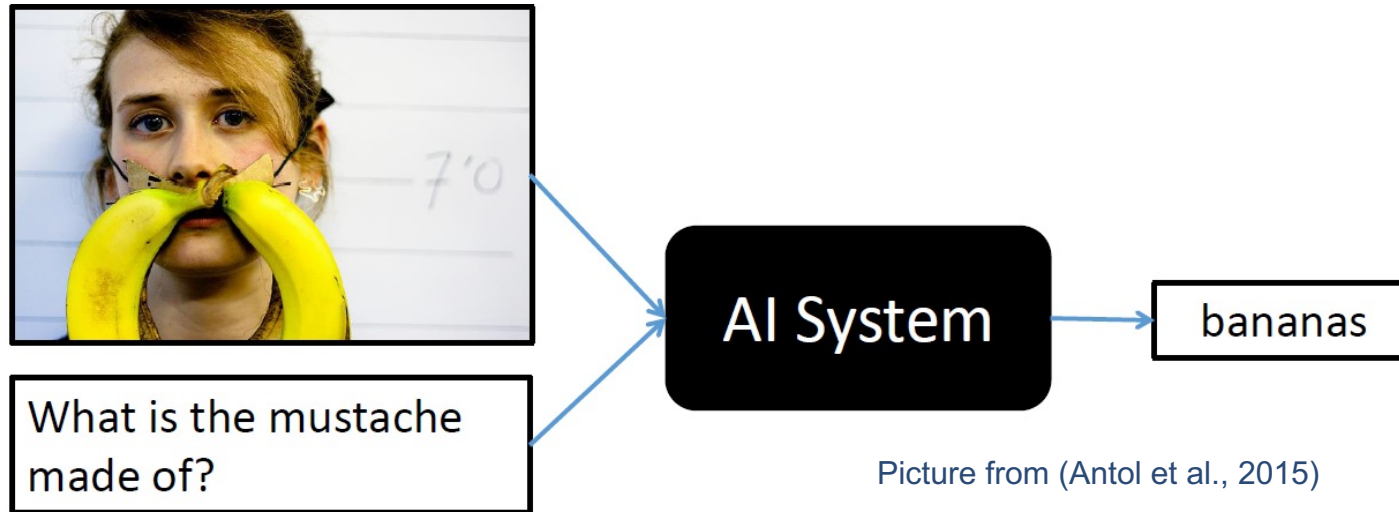 7'0
What is the mustache
made of?
AI System
bananas
Picture from (Antol et al., 2015)